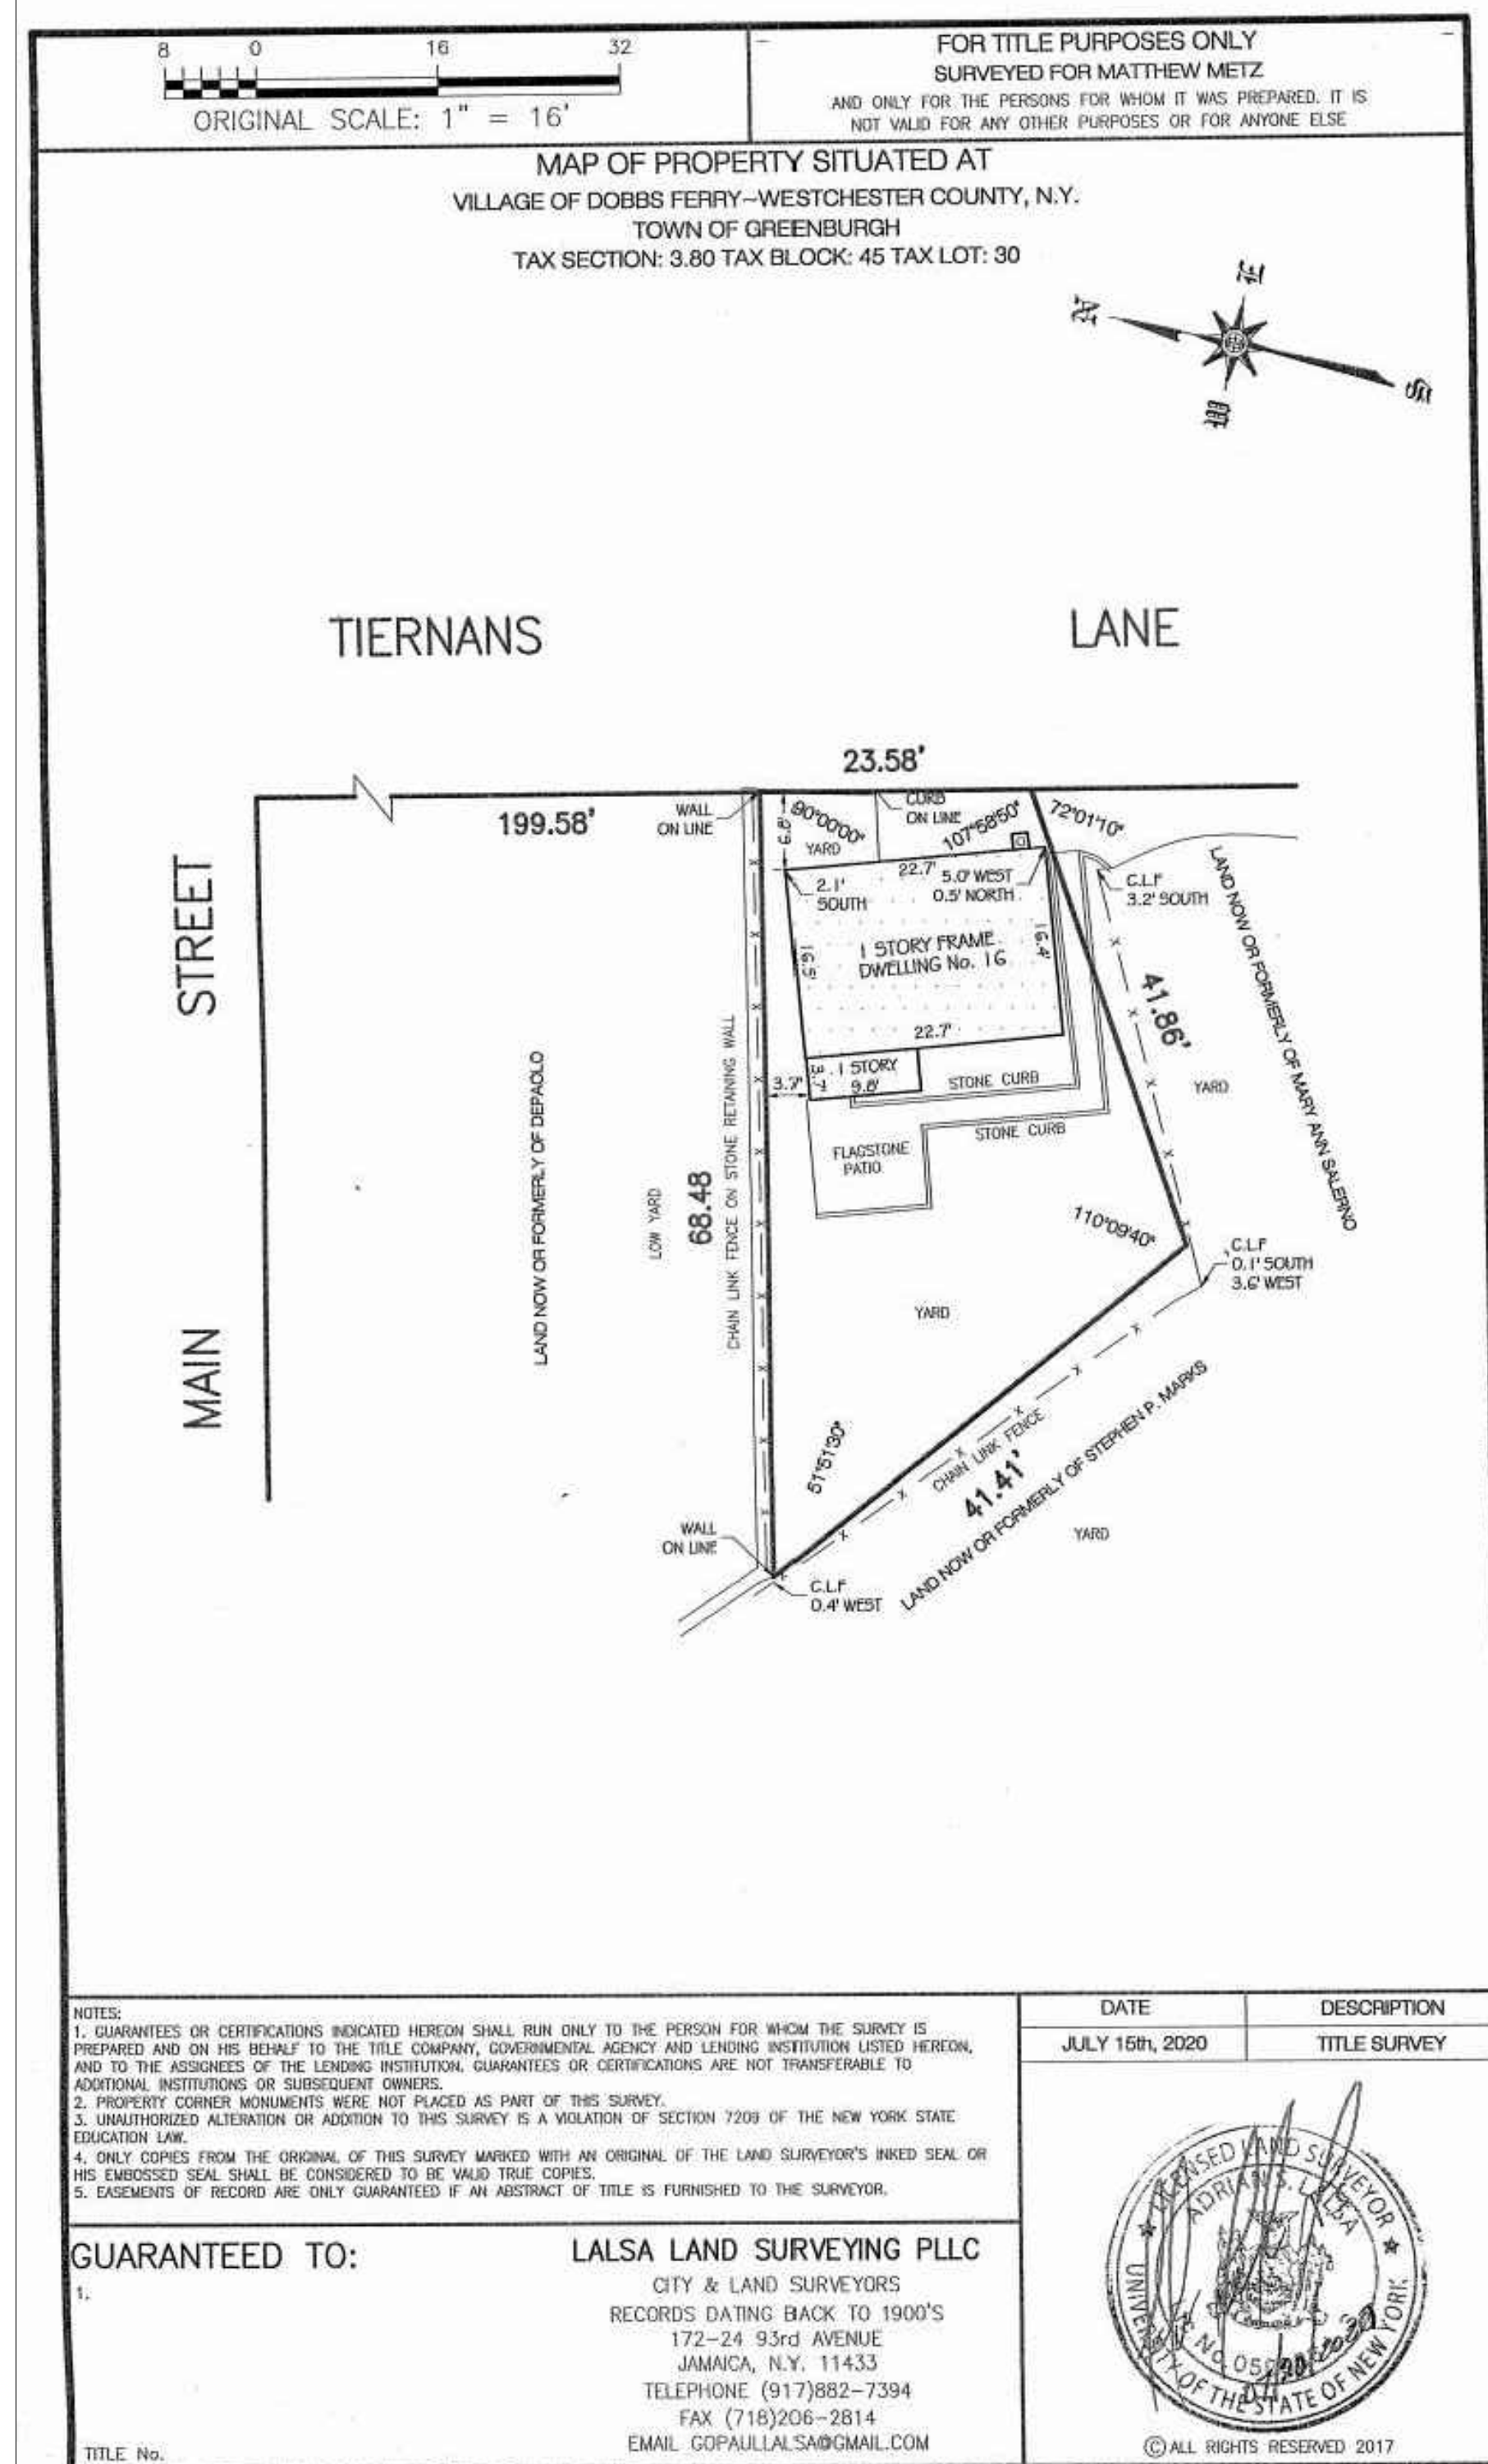 8 0 16 32
ORIGINAL SCALE: 1" = 16'
FOR TITLE PURPOSES ONLY
SURVEYED FOR MATTHEW METZ
AND ONLY FOR THE PERSONS FOR WHOM IT WAS PREPARED. IT IS
NOT VALID FOR ANY OTHER PURPOSES OR FOR ANYONE ELSE
MAP OF PROPERTY SITUATED AT
VILLAGE OF DOBBS FERRY~WESTCHESTER COUNTY, N.Y.
TOWN OF GREENBURGH
TAX SECTION: 3.80 TAX BLOCK: 45 TAX LOT: 30
N
E
S
W
TIERNANS LANE
23.58'
199.58'
WALL
ON LINE
6.8'
90°00'00"
YARD
CURB
ON LINE
107°58'50"
72°01'10"
2.1'
SOUTH
22.7'
5.0' WEST
0.5' NORTH
C.L.F
3.2' SOUTH
1 STORY FRAME
DWELLING No. 16
16.5'
16.4'
22.7'
41.86'
LAND NOW OR FORMERLY OF MARY ANN SALERNO
YARD
MAIN STREET
LAND NOW OR FORMERLY OF DEPAOLO
LOW YARD
68.48
CHAIN LINK FENCE ON STONE RETAINING WALL
3.7'
3.7'
1 STORY
9.8'
STONE CURB
STONE CURB
FLAGSTONE
PATIO
110°09'40"
C.L.F
0.1' SOUTH
3.6' WEST
YARD
51°51'30"
CHAIN LINK FENCE
41.41'
LAND NOW OR FORMERLY OF STEPHEN P. MARKS
YARD
WALL
ON LINE
C.L.F
0.4' WEST
NOTES:
1. GUARANTEES OR CERTIFICATIONS INDICATED HEREON SHALL RUN ONLY TO THE PERSON FOR WHOM THE SURVEY IS
PREPARED AND ON HIS BEHALF TO THE TITLE COMPANY, GOVERNMENTAL AGENCY AND LENDING INSTITUTION LISTED HEREON,
AND TO THE ASSIGNEES OF THE LENDING INSTITUTION. GUARANTEES OR CERTIFICATIONS ARE NOT TRANSFERABLE TO
ADDITIONAL INSTITUTIONS OR SUBSEQUENT OWNERS.
2. PROPERTY CORNER MONUMENTS WERE NOT PLACED AS PART OF THIS SURVEY.
3. UNAUTHORIZED ALTERATION OR ADDITION TO THIS SURVEY IS A VIOLATION OF SECTION 7209 OF THE NEW YORK STATE
EDUCATION LAW.
4. ONLY COPIES FROM THE ORIGINAL OF THIS SURVEY MARKED WITH AN ORIGINAL OF THE LAND SURVEYOR'S INKED SEAL OR
HIS EMBOSSED SEAL SHALL BE CONSIDERED TO BE VALID TRUE COPIES.
5. EASEMENTS OF RECORD ARE ONLY GUARANTEED IF AN ABSTRACT OF TITLE IS FURNISHED TO THE SURVEYOR.
DATE DESCRIPTION
JULY 15th, 2020 TITLE SURVEY
GUARANTEED TO:
1.
TITLE No.
LALSA LAND SURVEYING PLLC
CITY & LAND SURVEYORS
RECORDS DATING BACK TO 1900'S
172-24 93rd AVENUE
JAMAICA, N.Y. 11433
TELEPHONE (917)882-7394
FAX (718)206-2814
EMAIL GOPAULLALSA@GMAIL.COM
LICENSED LAND SURVEYOR
ADRIAN S. LALSA
UNIVERSITY OF THE STATE OF NEW YORK
© ALL RIGHTS RESERVED 2017